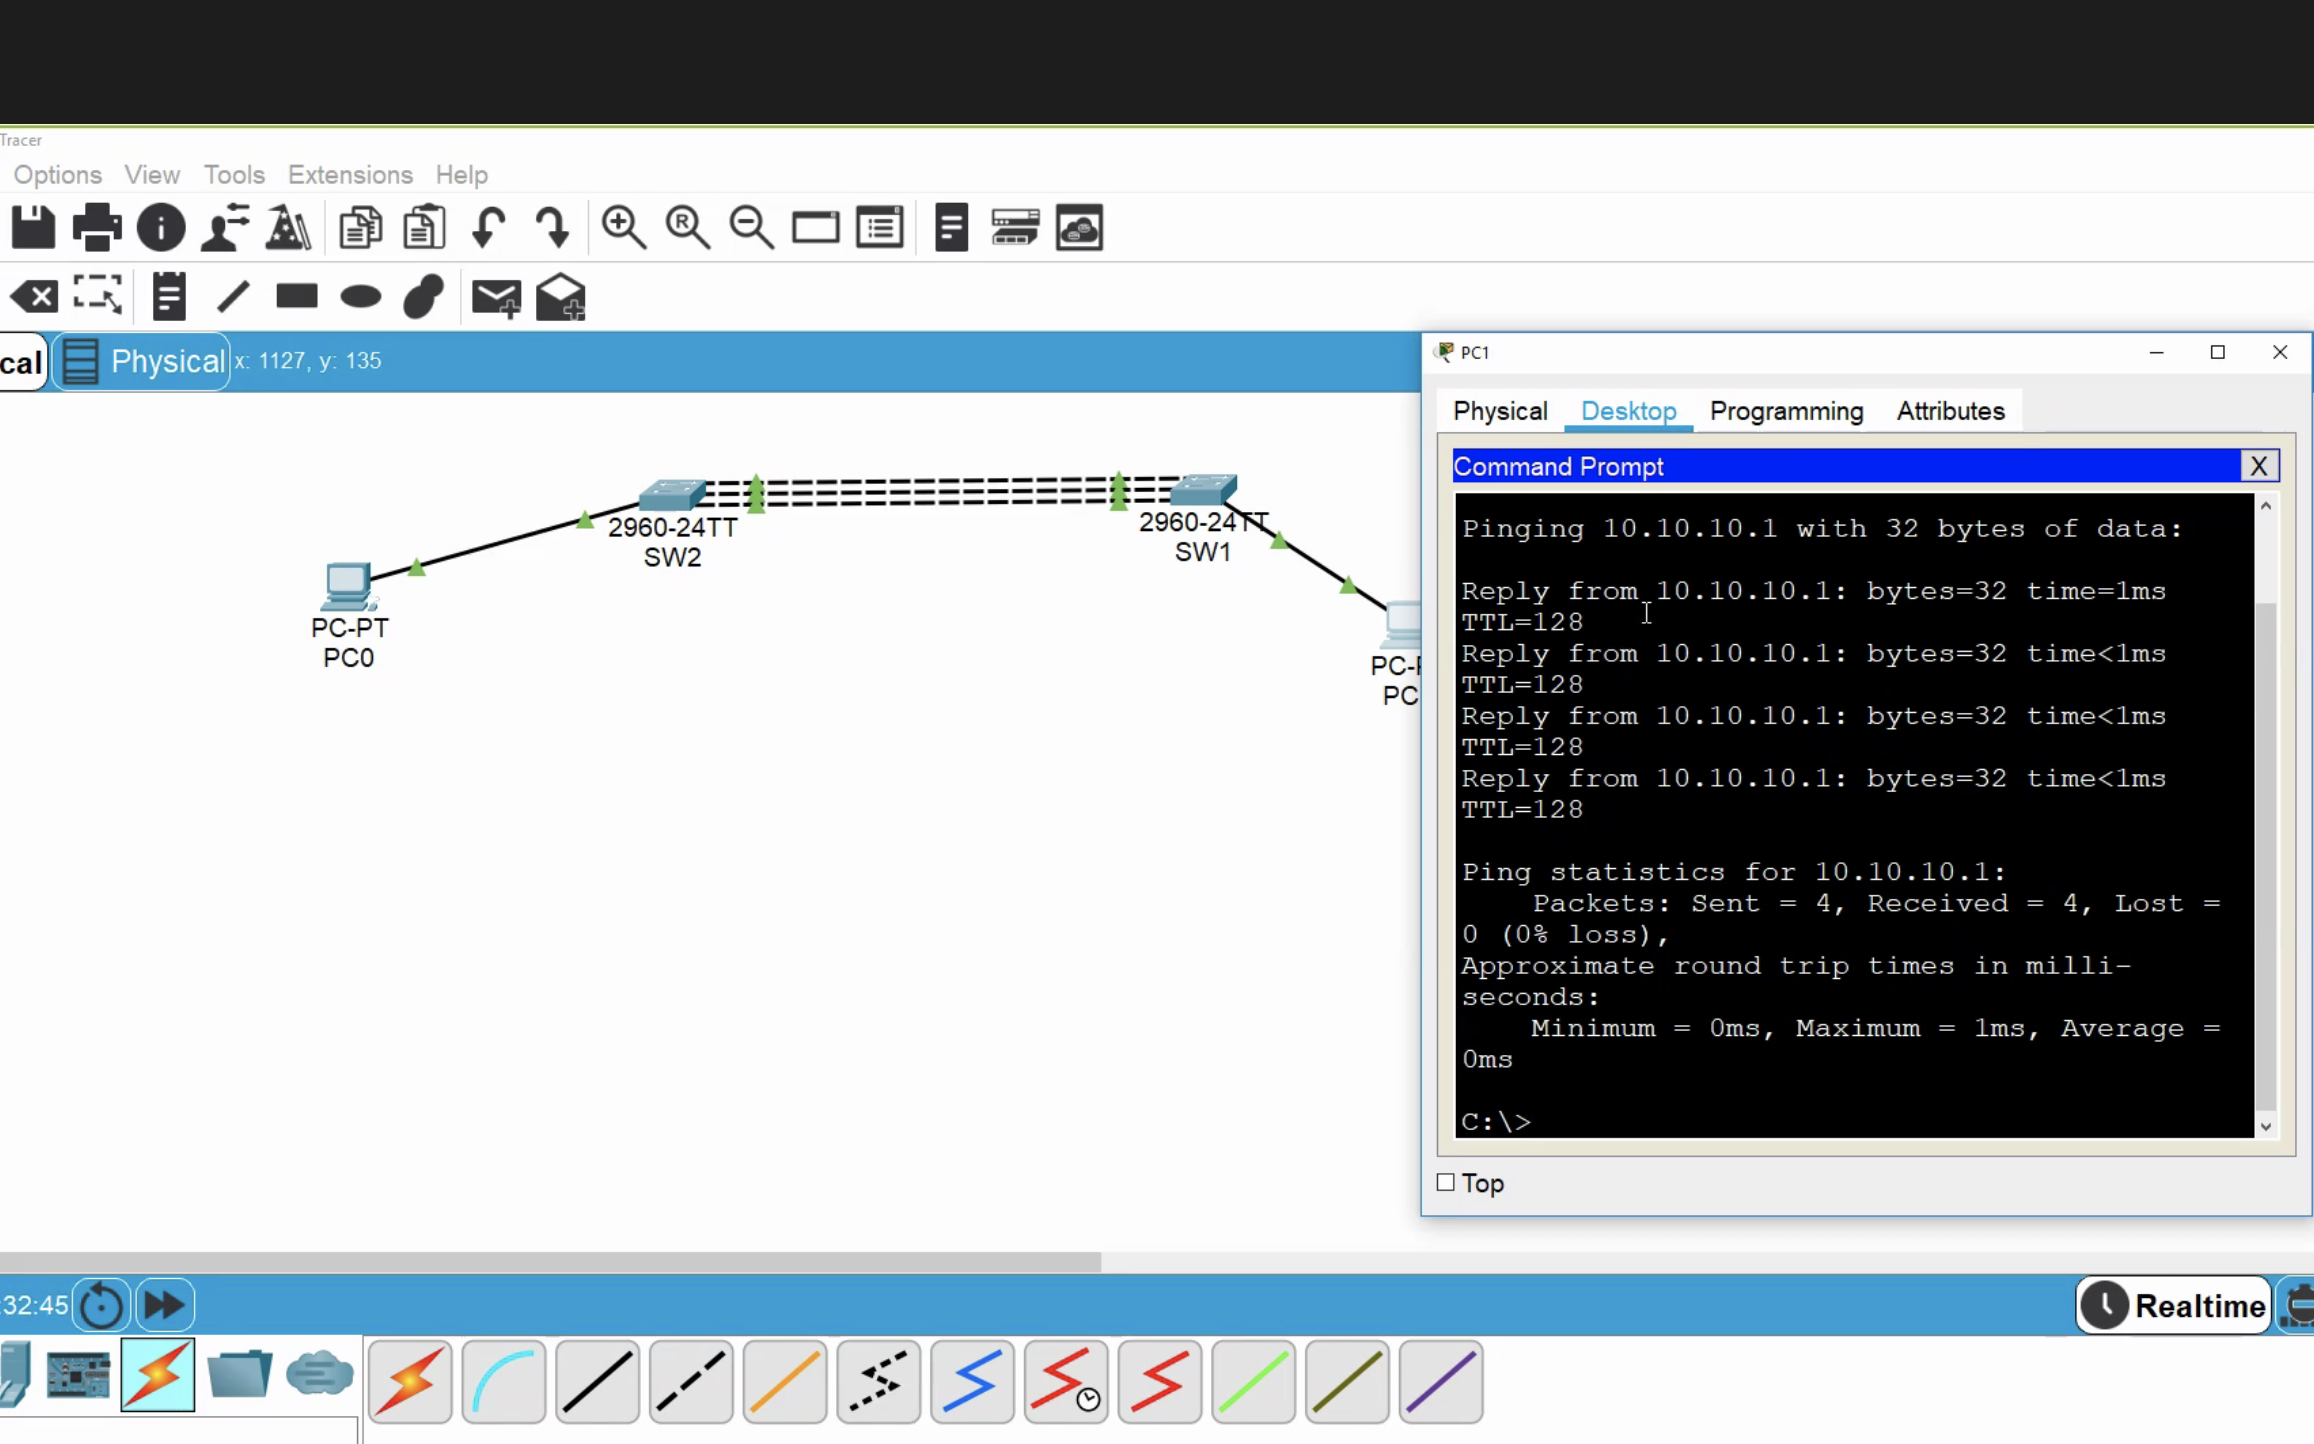 Tracer
Options View Tools Extensions Help
cal Physical x: 1127, y: 135
PC1
Physical Desktop Programming Attributes
Command Prompt X
Pinging 10.10.10.1 with 32 bytes of data:
Reply from 10.10.10.1: bytes=32 time=1ms
TTL=128
Reply from 10.10.10.1: bytes=32 time<1ms
TTL=128
Reply from 10.10.10.1: bytes=32 time<1ms
TTL=128
Reply from 10.10.10.1: bytes=32 time<1ms
TTL=128
Ping statistics for 10.10.10.1:
Packets: Sent = 4, Received = 4, Lost =
0 (0% loss),
Approximate round trip times in milli-
seconds:
Minimum = 0ms, Maximum = 1ms, Average =
0ms
C:\>
Top
2960-24TT
SW2
2960-24TT
SW1
PC-PT
PC0
PC-P
PC
:32:45
Realtime